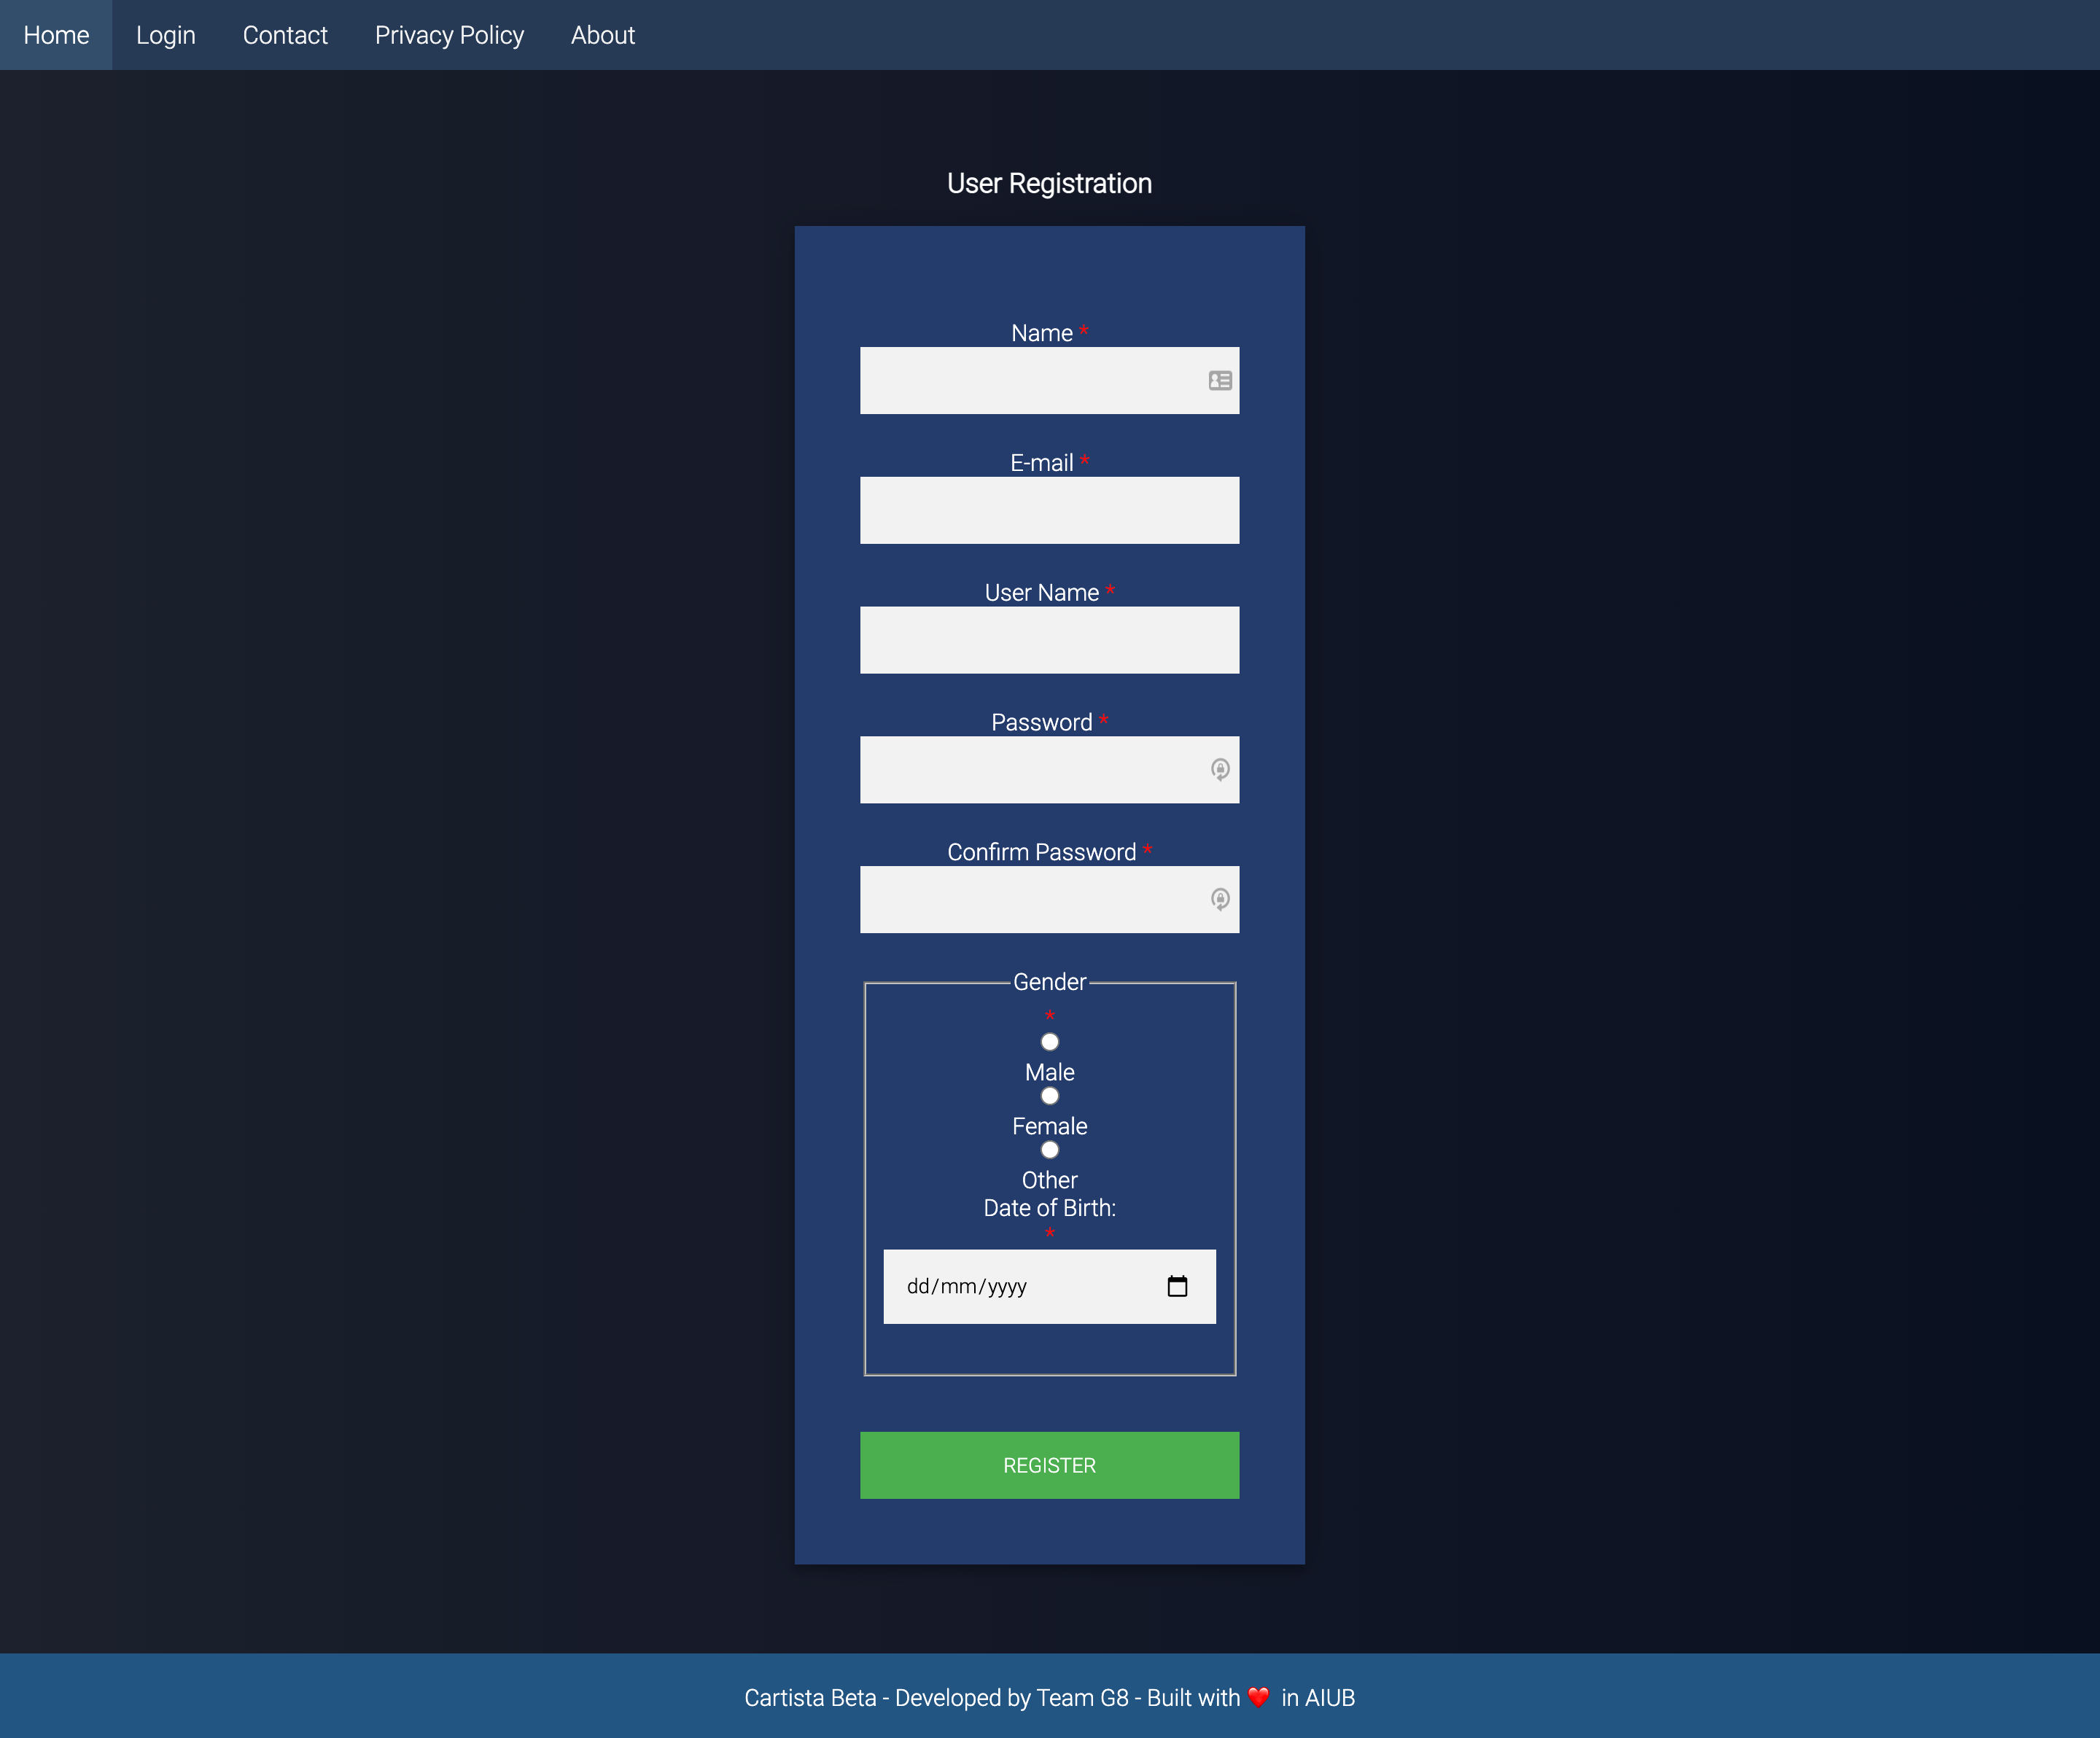 Home Login Contact Privacy Policy About
User Registration
Name *
E-mail *
User Name *
Password *
Confirm Password *
Gender
*
Male
Female
Other
Date of Birth:
*
dd/mm/yyyy
REGISTER
Cartista Beta - Developed by Team G8 - Built with ❤️ in AIUB